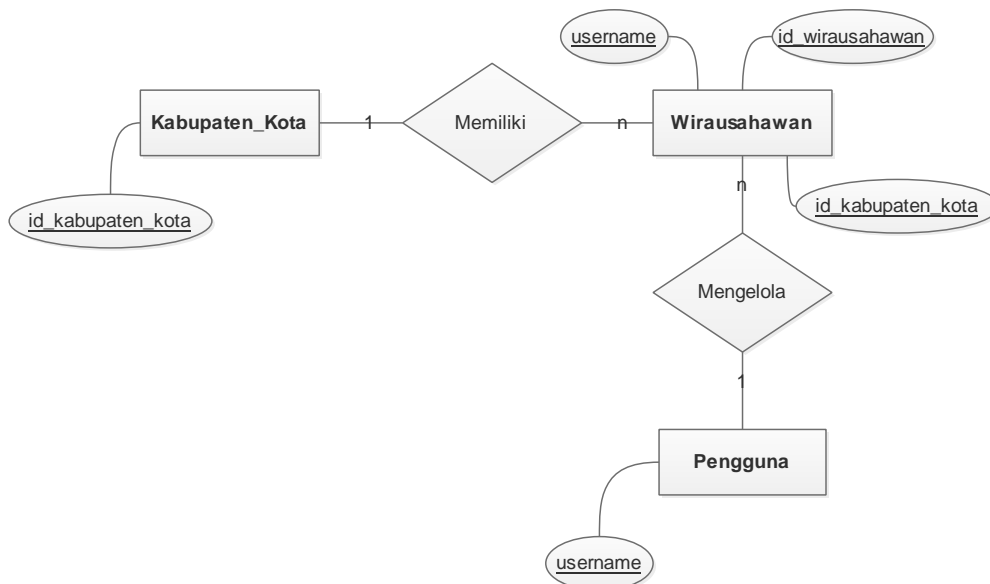 username
id_wirausahawan
Kabupaten_Kota
1
Memiliki
n
Wirausahawan
n
id_kabupaten_kota
id_kabupaten_kota
Mengelola
1
Pengguna
username